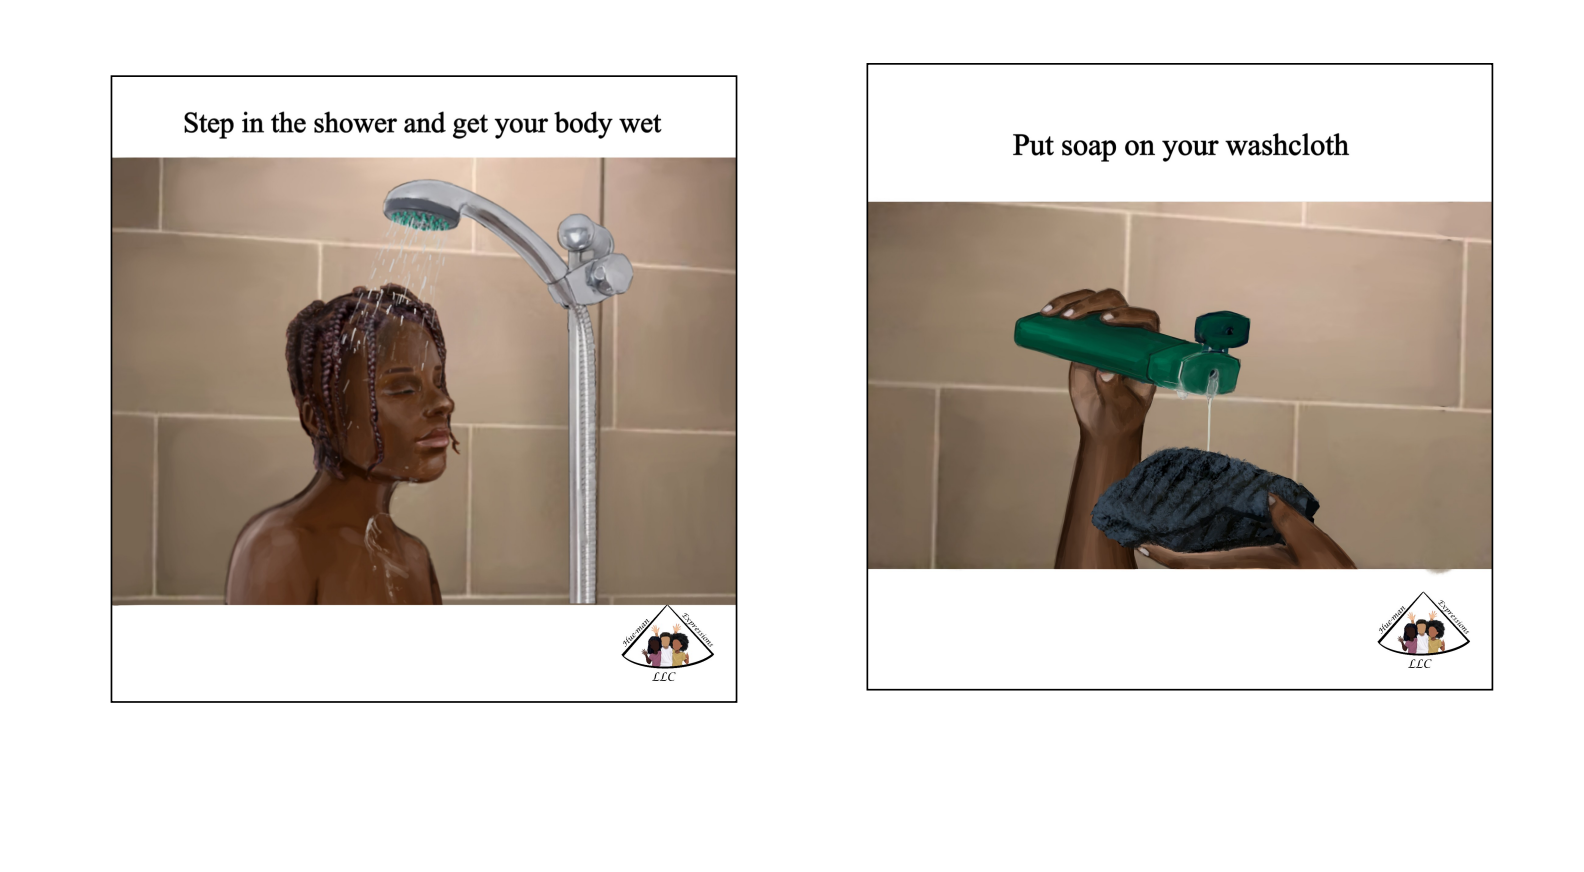 Step in the shower and get your body wet
Hue-man Expressions
LLC
Put soap on your washcloth
Hue-man Expressions
LLC